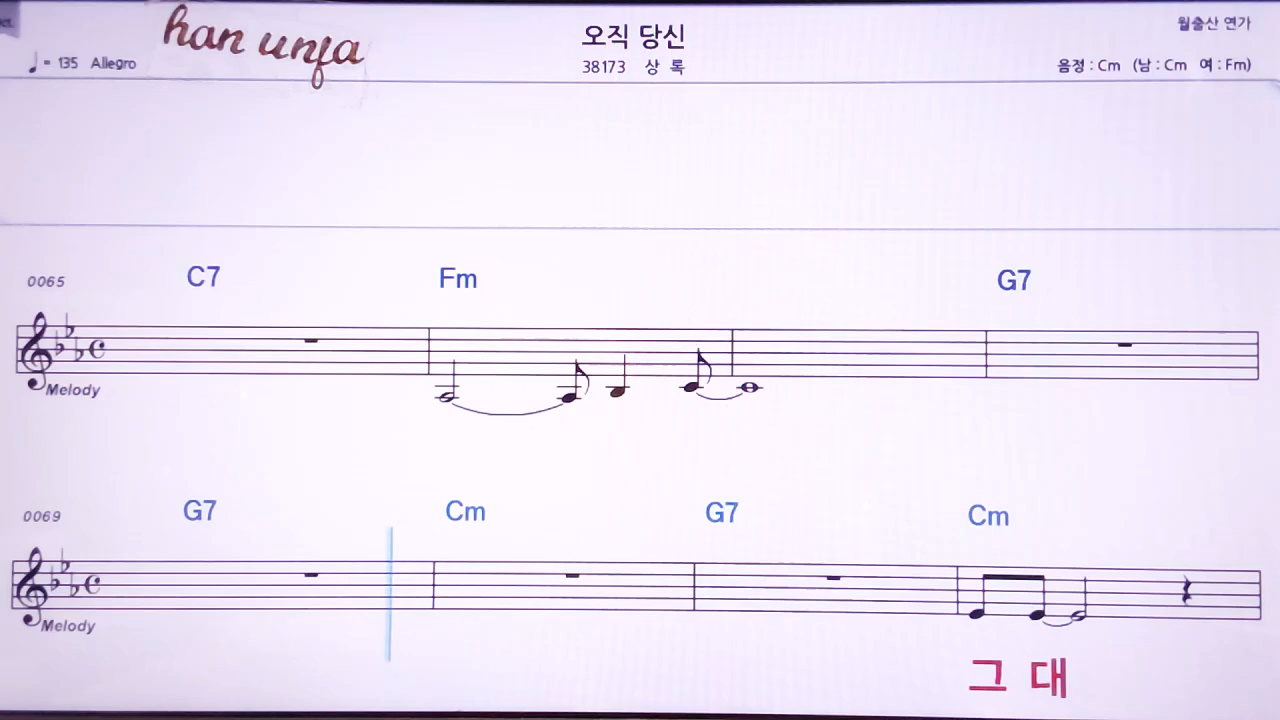 han unja
오직 당신
월출산 연가
♩= 135 Allegro
38173 상 록
음정 : Cm (남 : Cm 여 : Fm)
0065 C7 Fm G7
Melody
0069 G7 Cm G7 Cm
Melody
그 대